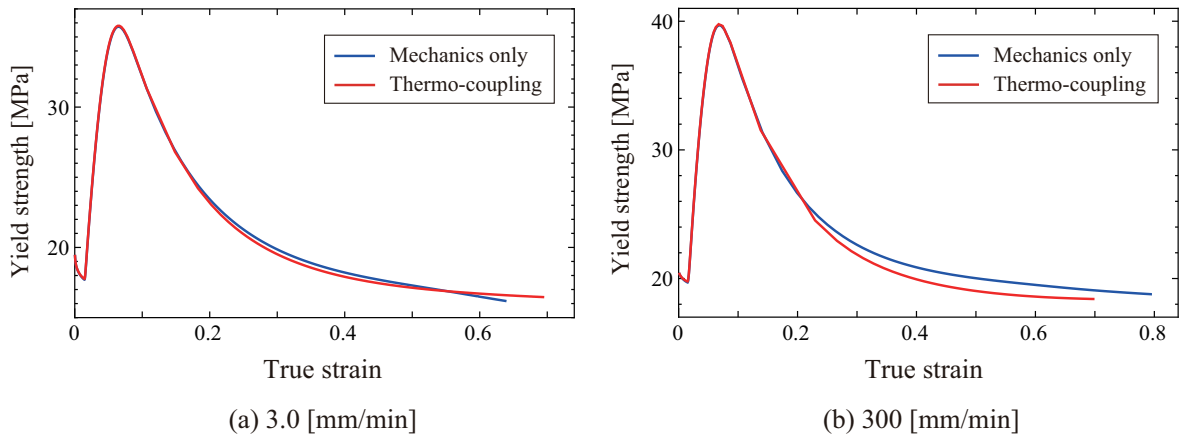 Mechanics only
Thermo-coupling
Yield strength [MPa]
30
20
0
0.2
0.4
0.6
True strain
(a) 3.0 [mm/min]
Mechanics only
Thermo-coupling
Yield strength [MPa]
40
30
20
0
0.2
0.4
0.6
0.8
True strain
(b) 300 [mm/min]